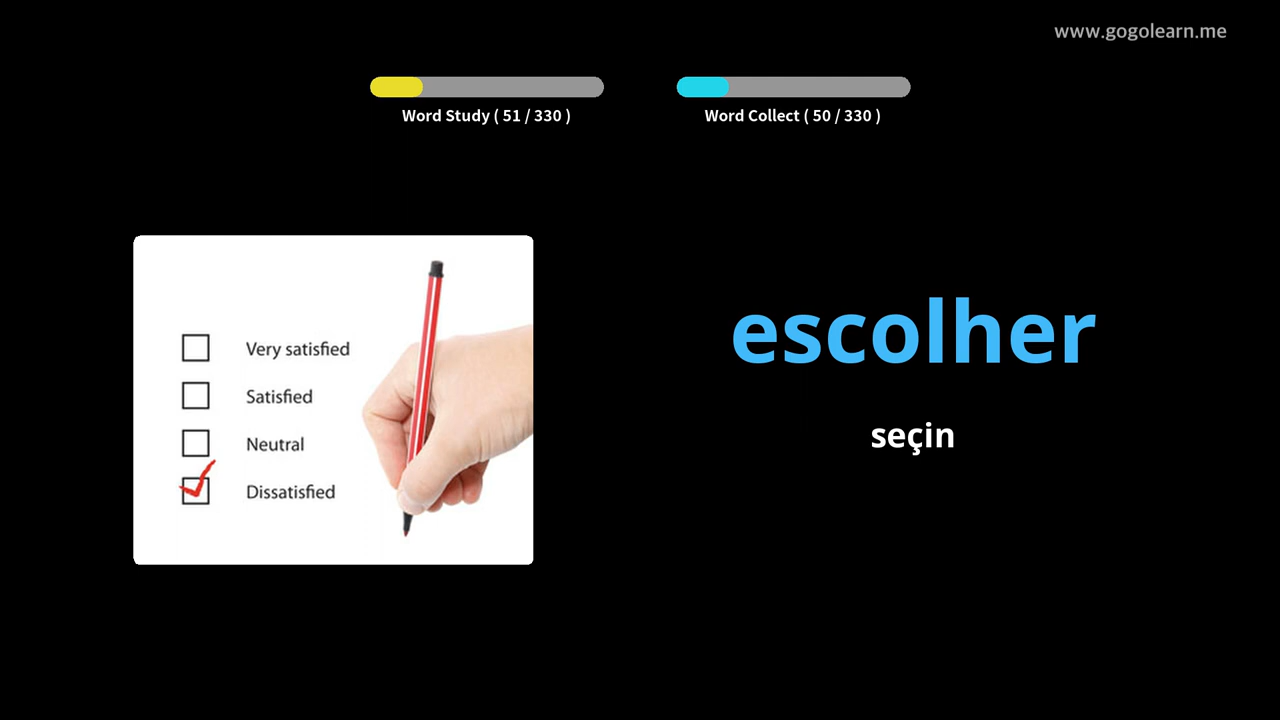 www.gogolearn.me
Word Study ( 51 / 330 )
Word Collect ( 50 / 330 )
Very satisfied
Satisfied
Neutral
Dissatisfied
escolher
seçin